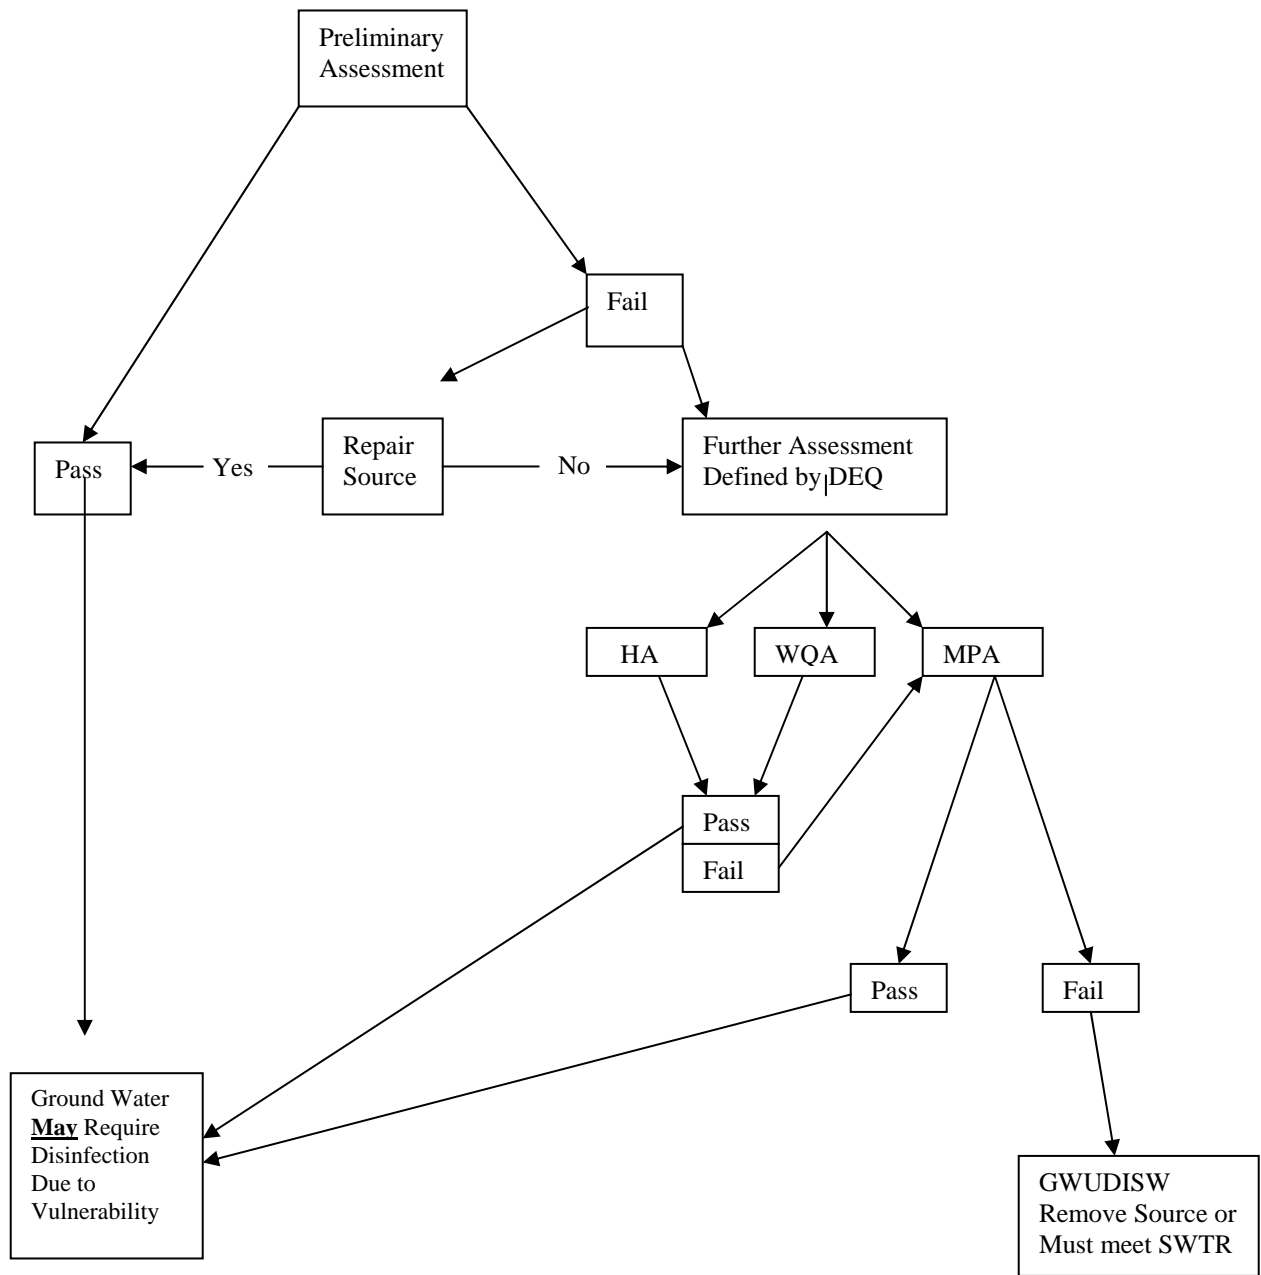 Preliminary
Assessment
Fail
Pass
Yes
Repair
Source
No
Further Assessment
Defined by DEQ
HA
WQA
MPA
Pass
Fail
Pass
Fail
Ground Water
May Require
Disinfection
Due to
Vulnerability
GWUDISW
Remove Source or
Must meet SWTR